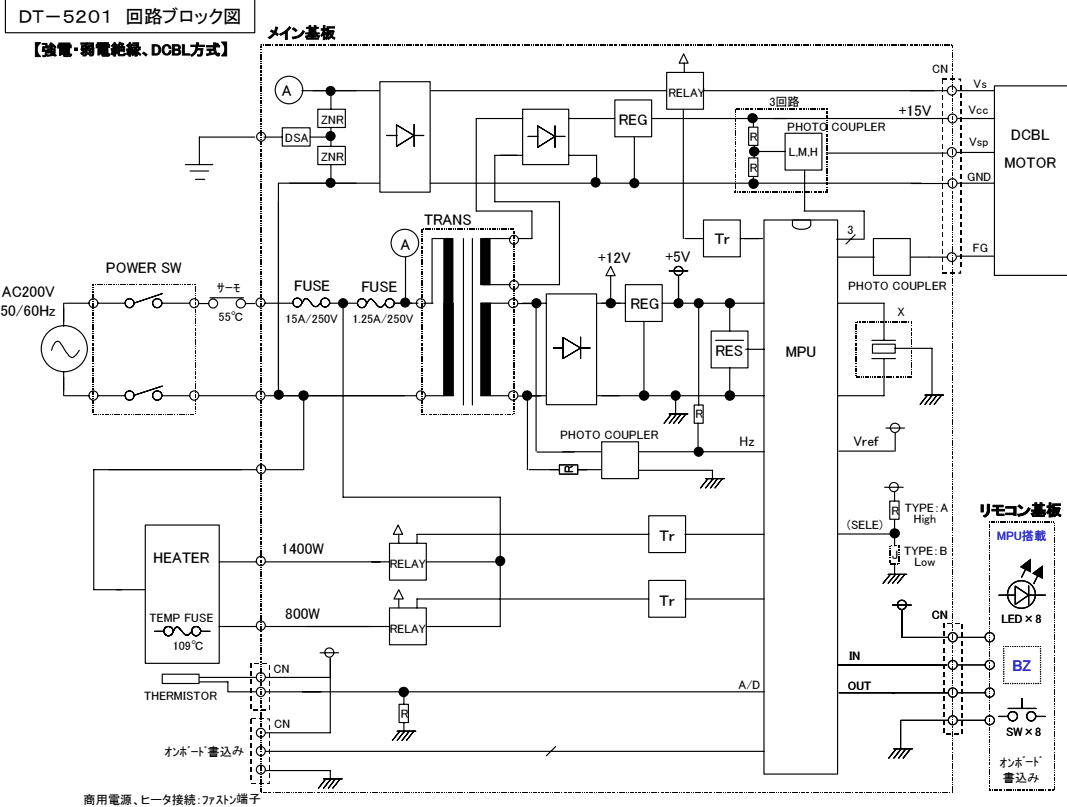 DT-5201 回路ブロック図
【強電・弱電絶縁、DCBL方式】
メイン基板
A
ZNR
ZNR
DSA
RELAY
REG
+15V
3回路
PHOTO COUPLER
R
R
L,M,H
CN
Vs
Vcc
Vsp
GND
FG
DCBL
MOTOR
TRANS
A
Tr
3
PHOTO COUPLER
POWER SW
AC200V
50/60Hz
サーモ
55℃
FUSE
15A/250V
FUSE
1.25A/250V
+12V
REG
+5V
RES
MPU
X
R
PHOTO COUPLER
R
Hz
Vref
R
TYPE:A
High
(SELE)
J
TYPE:B
Low
HEATER
TEMP FUSE
109℃
1400W
RELAY
Tr
800W
RELAY
Tr
CN
THERMISTOR
R
A/D
CN
オンボード書込み
IN
OUT
CN
リモコン基板
MPU搭載
LED×8
BZ
SW×8
オンボード
書込み
商用電源、ヒータ接続:ファストン端子